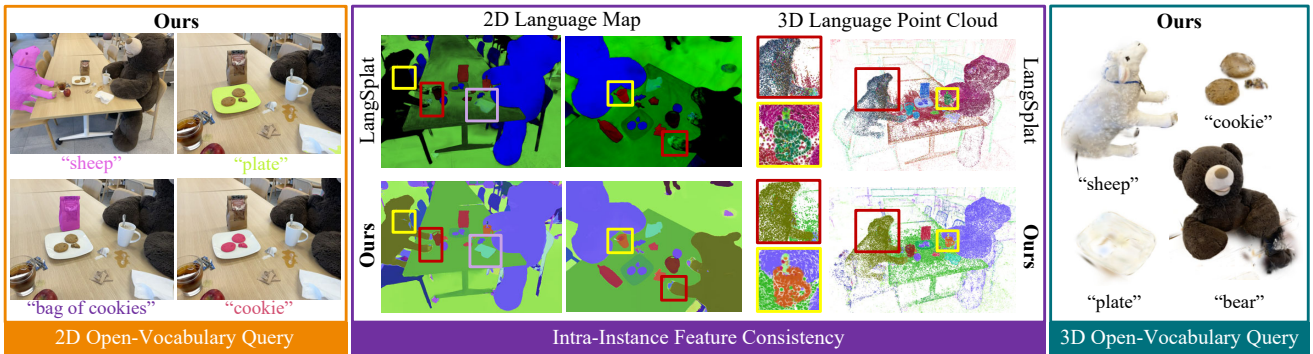 Ours
"sheep"
"plate"
"bag of cookies"
"cookie"
2D Open-Vocabulary Query
2D Language Map
3D Language Point Cloud
LangSplat
LangSplat
Ours
Ours
Intra-Instance Feature Consistency
Ours
"cookie"
"sheep"
"plate"
"bear"
3D Open-Vocabulary Query